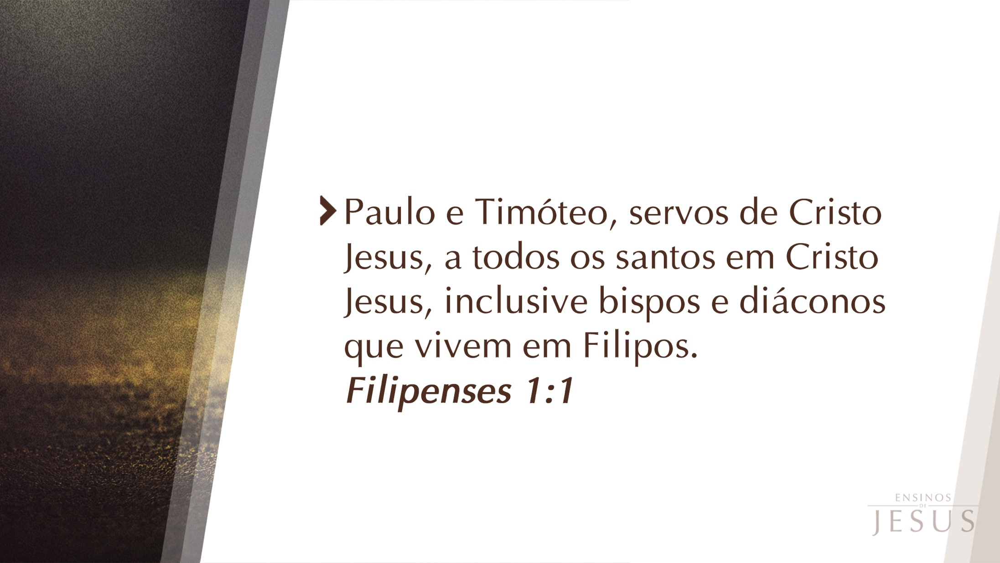 Paulo e Timóteo, servos de Cristo
Jesus, a todos os santos em Cristo
Jesus, inclusive bispos e diáconos
que vivem em Filipos.
Filipenses 1:1
ENSINOS
DE
JESUS